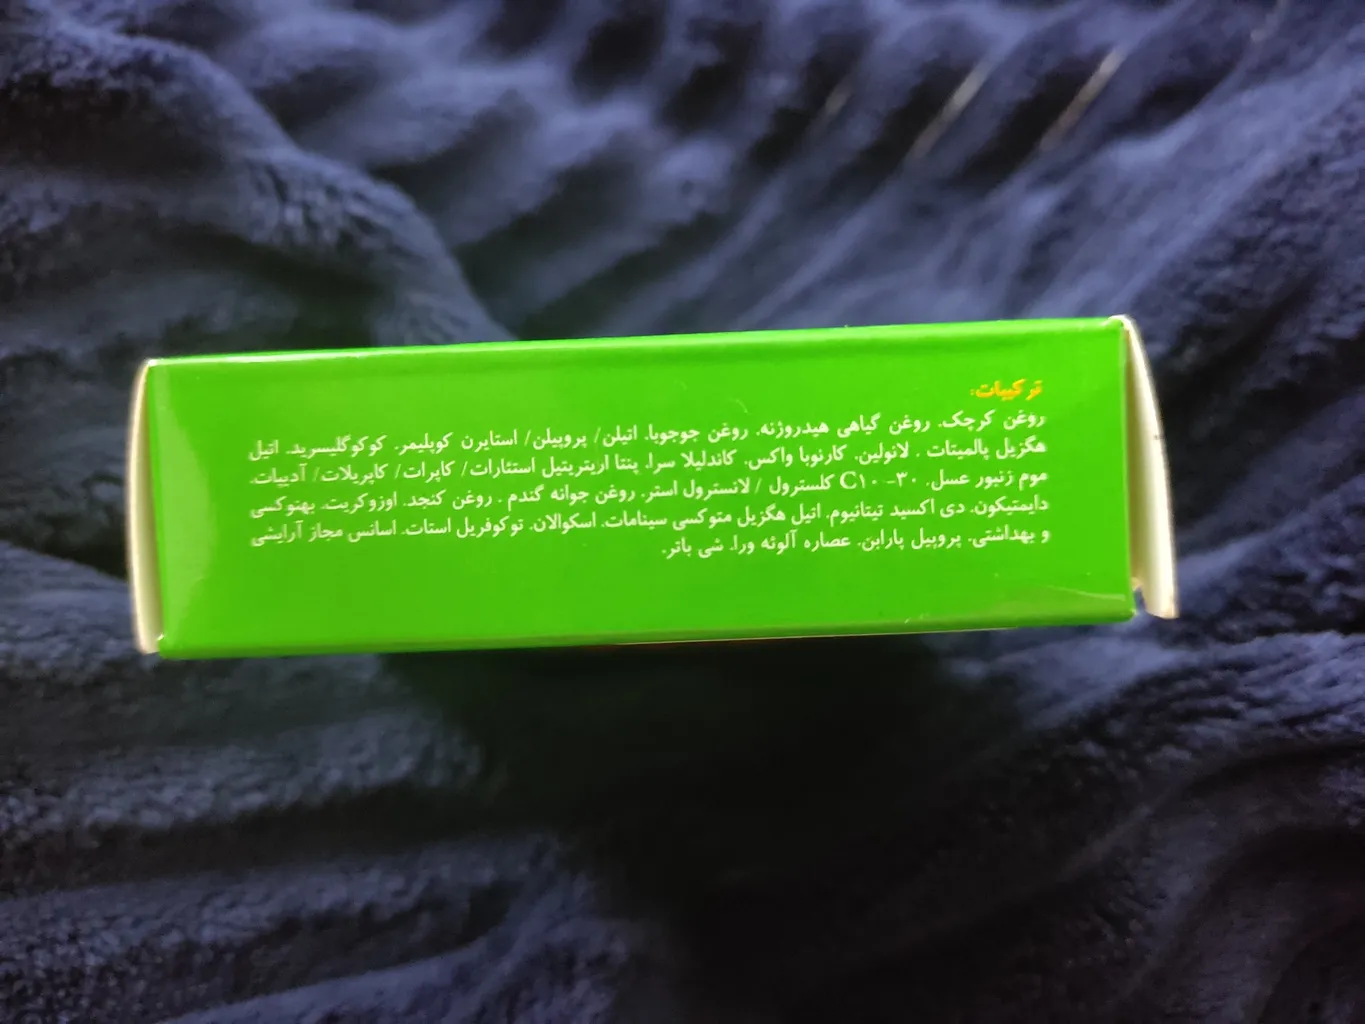 ترکیبات:
روغن کرچک. روغن گیاهی هیدروژنه. روغن جوجوبا. اتیلن/ پروپیلن/ استایرن کوپلیمر. کوکوگلیسرید. اتیل
هگزیل پالمیتات . لانولین. کارنوبا واکس. کاندلیلا سرا. پنتا اریتریتیل استئارات/ کاپرات/ کاپریلات/ آدیپات.
موم زنبور عسل. C۱۰-۳۰ کلسترول /لانسترول استر. روغن جوانه گندم . روغن کنجد. اوزوکریت. بهنوکسی
دایمتیکون. دی اکسید تیتانیوم. اتیل هگزیل متوکسی سینامات. اسکوالان. توکوفریل استات. اسانس مجاز آرایشی
و بهداشتی. پروپیل پارابن. عصاره آلوئه ورا. شی باتر.